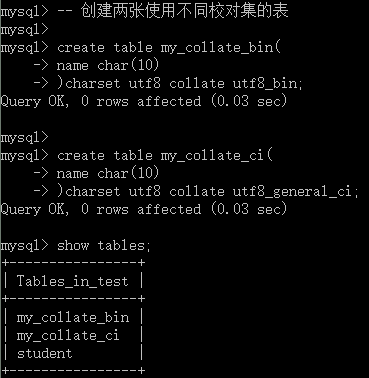 mysql> -- 创建两张使用不同校对集的表
mysql>
mysql> create table my_collate_bin(
    -> name char(10)
    -> )charset utf8 collate utf8_bin;
Query OK, 0 rows affected (0.03 sec)
mysql>
mysql> create table my_collate_ci(
    -> name char(10)
    -> )charset utf8 collate utf8_general_ci;
Query OK, 0 rows affected (0.03 sec)
mysql> show tables;
+----------------+
| Tables_in_test |
+----------------+
| my_collate_bin |
| my_collate_ci  |
| student        |
+----------------+